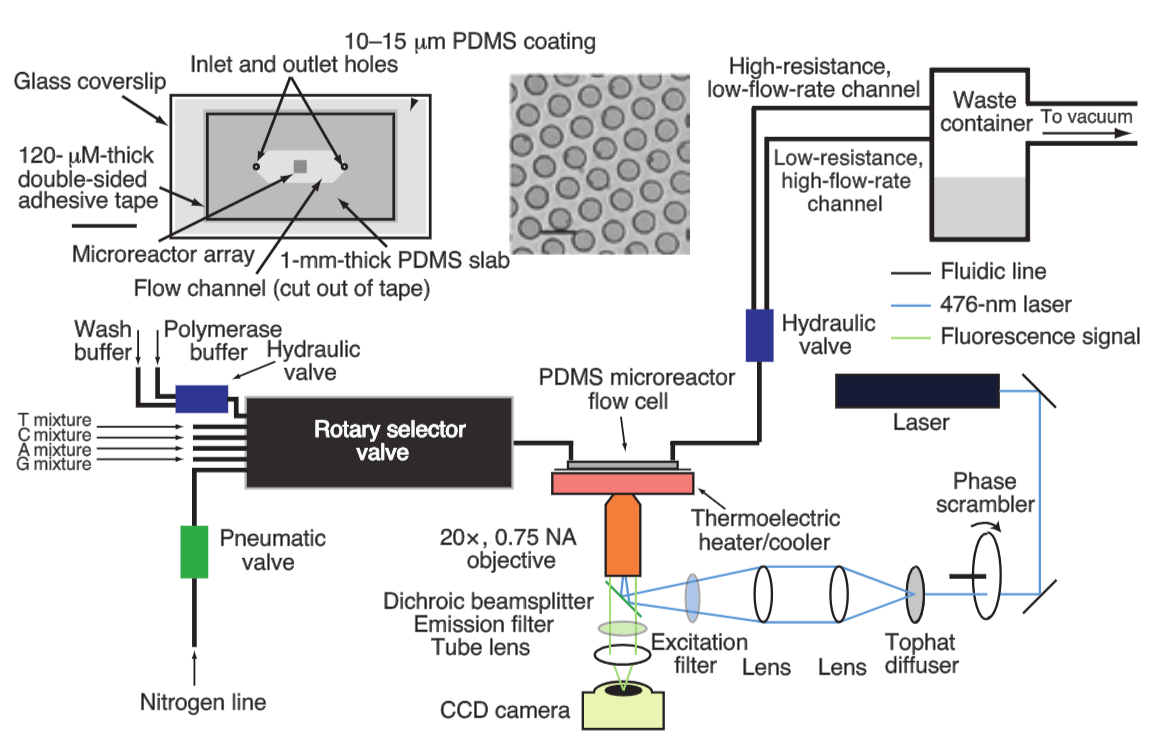 10–15 μm PDMS coating
Inlet and outlet holes
Glass coverslip
120- μM-thick
double-sided
adhesive tape
Microreactor array
1-mm-thick PDMS slab
Flow channel (cut out of tape)
High-resistance,
low-flow-rate channel
Waste
container
To vacuum
Low-resistance,
high-flow-rate
channel
Fluidic line
476-nm laser
Fluorescence signal
Wash
buffer
Polymerase
buffer
Hydraulic
valve
T mixture
C mixture
A mixture
G mixture
Rotary selector
valve
Pneumatic
valve
Nitrogen line
PDMS microreactor
flow cell
Hydraulic
valve
Laser
Phase
scrambler
Thermoelectric
heater/cooler
20×, 0.75 NA
objective
Dichroic beamsplitter
Emission filter
Tube lens
Excitation
filter
Lens
Lens
Tophat
diffuser
CCD camera